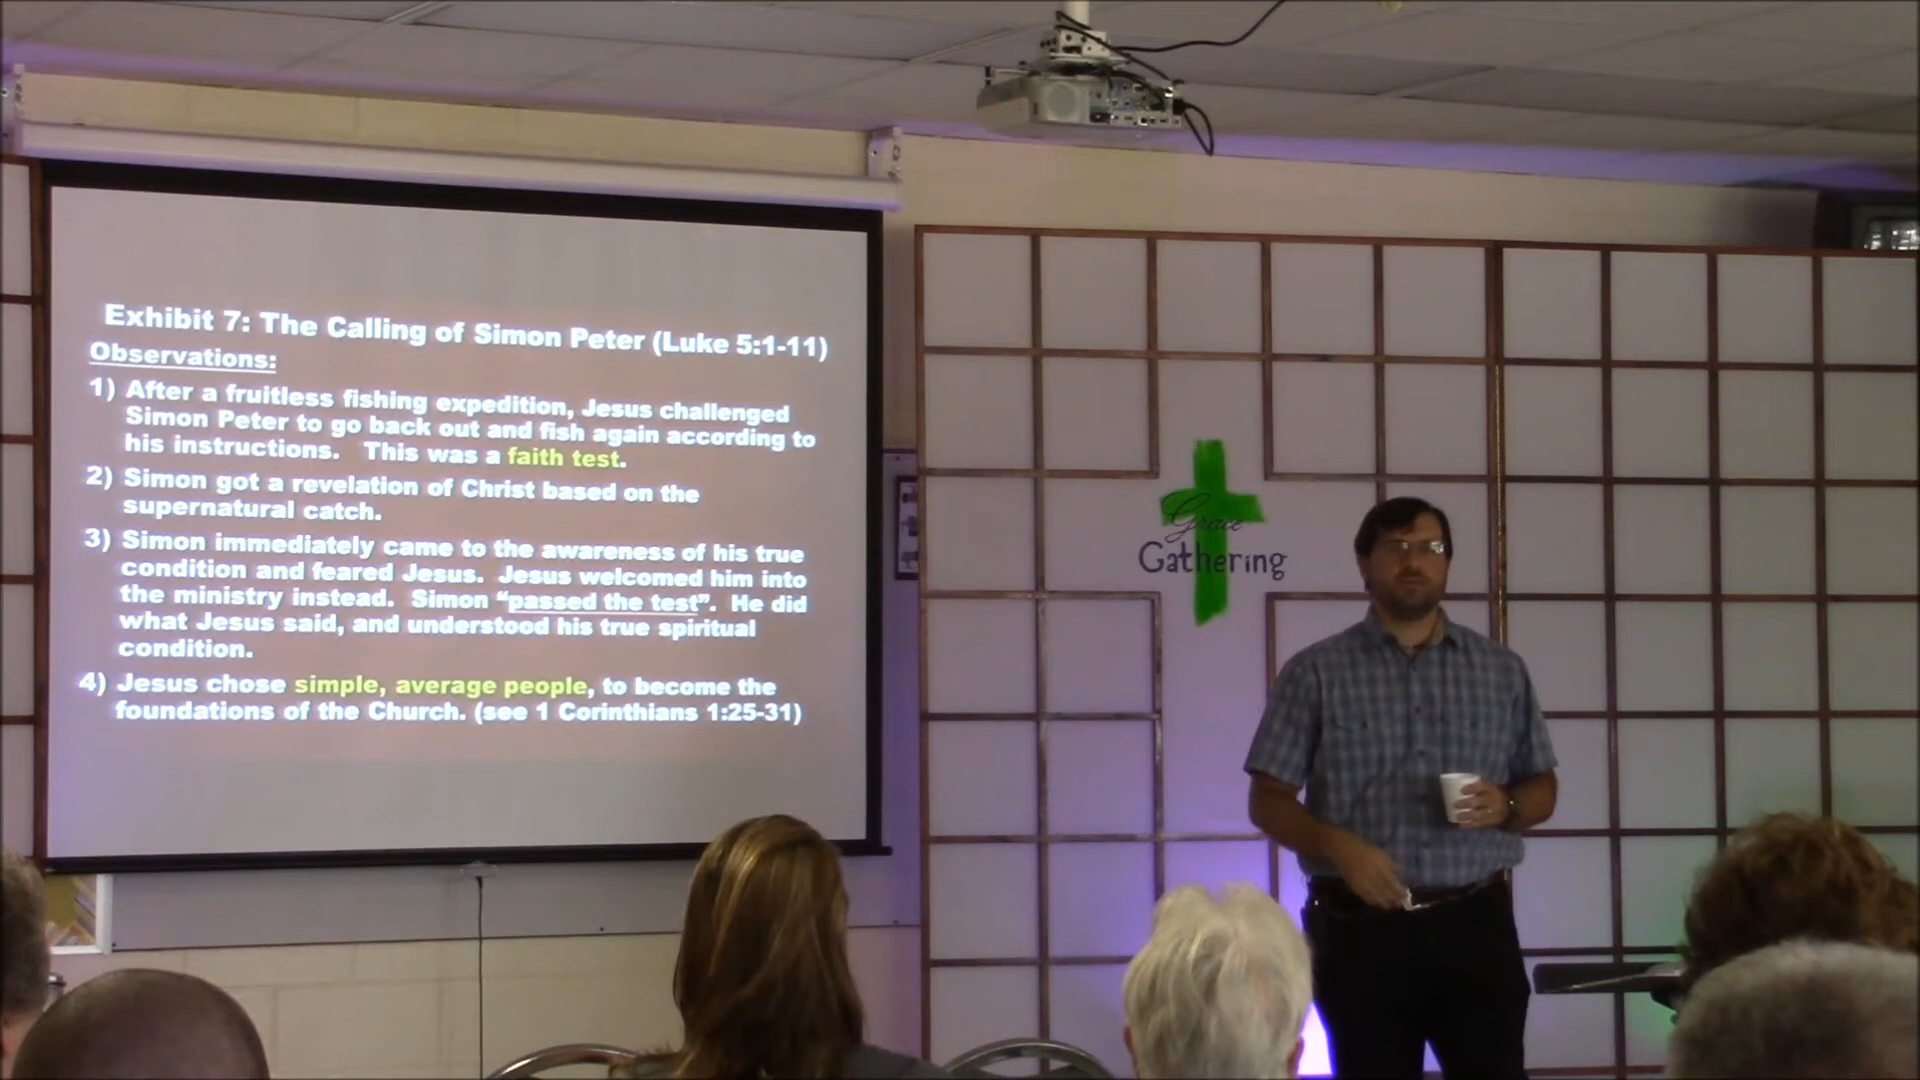 Exhibit 7: The Calling of Simon Peter (Luke 5:1-11)
Observations:
1) After a fruitless fishing expedition, Jesus challenged
Simon Peter to go back out and fish again according to
his instructions. This was a faith test.
2) Simon got a revelation of Christ based on the
supernatural catch.
3) Simon immediately came to the awareness of his true
condition and feared Jesus. Jesus welcomed him into
the ministry instead. Simon “passed the test”. He did
what Jesus said, and understood his true spiritual
condition.
4) Jesus chose simple, average people, to become the
foundations of the Church. (see 1 Corinthians 1:25-31)
Grace
Gathering